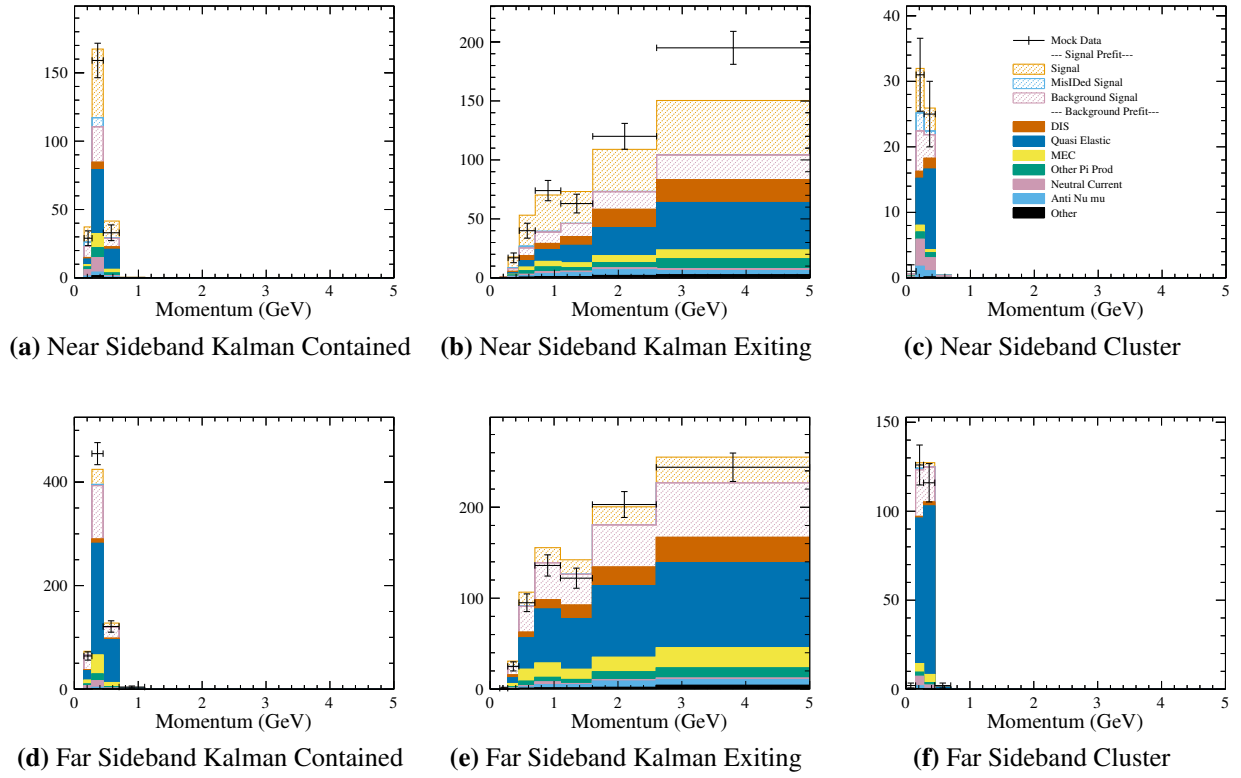 150
100
50
0
0 1 2 3 4 5
Momentum (GeV)
(a) Near Sideband Kalman Contained
200
150
100
50
0
0 1 2 3 4 5
Momentum (GeV)
(b) Near Sideband Kalman Exiting
40
30
20
10
0
0 1 2 3 4 5
Momentum (GeV)
Mock Data
--- Signal Prefit---
Signal
MisIDed Signal
Background Signal
--- Background Prefit---
DIS
Quasi Elastic
MEC
Other Pi Prod
Neutral Current
Anti Nu mu
Other
(c) Near Sideband Cluster
400
200
0
0 1 2 3 4 5
Momentum (GeV)
(d) Far Sideband Kalman Contained
200
100
0
0 1 2 3 4 5
Momentum (GeV)
(e) Far Sideband Kalman Exiting
150
100
50
0
0 1 2 3 4 5
Momentum (GeV)
(f) Far Sideband Cluster